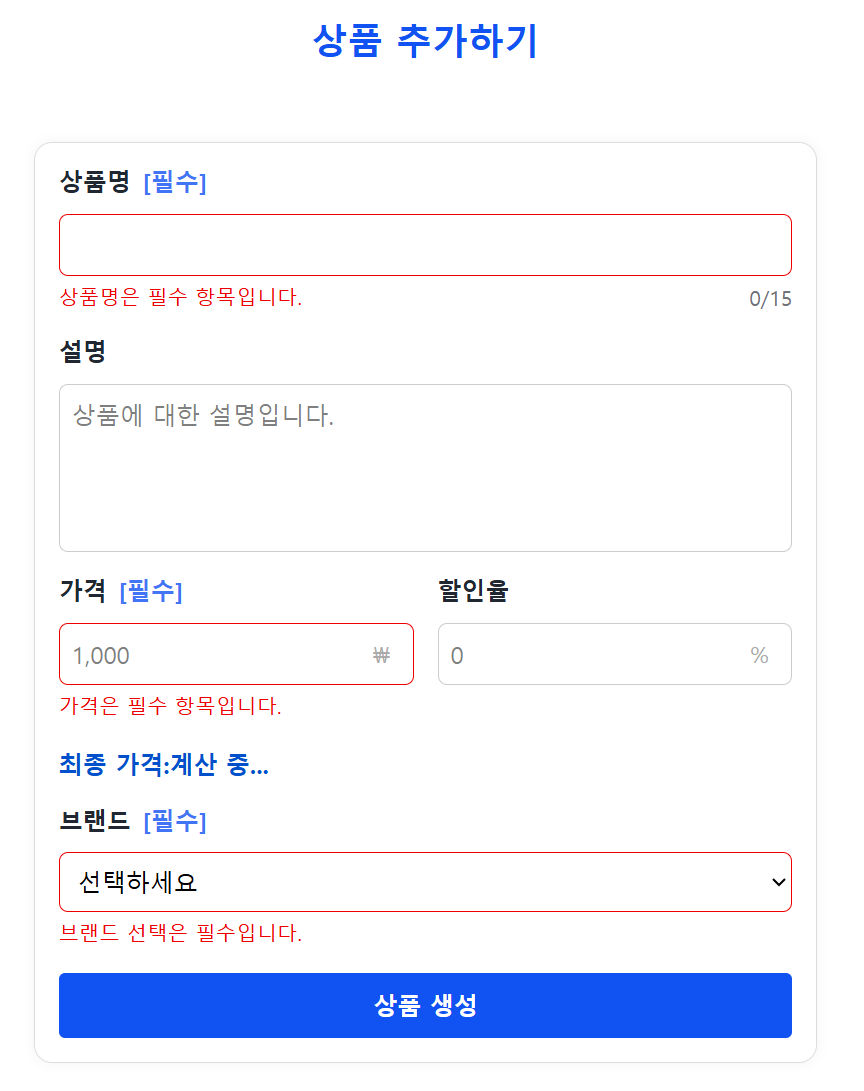 상품 추가하기
상품명 [필수]
상품명은 필수 항목입니다. 0/15
설명
상품에 대한 설명입니다.
가격 [필수] 할인율
1,000 ₩ 0 %
가격은 필수 항목입니다.
최종 가격:계산 중...
브랜드 [필수]
선택하세요
브랜드 선택은 필수입니다.
상품 생성